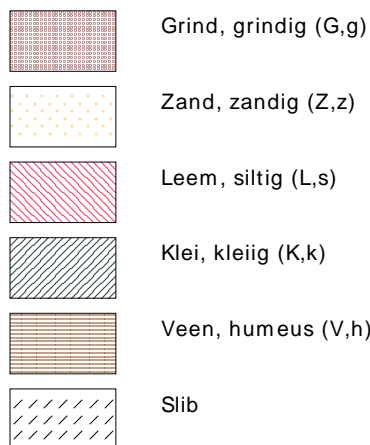 Grind, grindig (G,g)
Zand, zandig (Z,z)
Leem, siltig (L,s)
Klei, kleiig (K,k)
Veen, humeus (V,h)
Slib